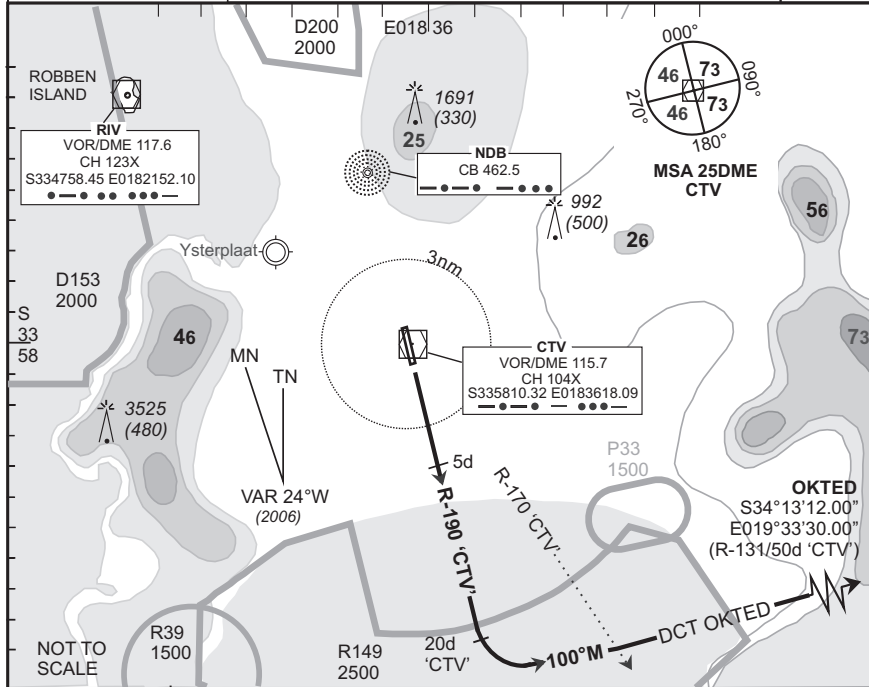 D200
2000
E018 36
ROBBEN
ISLAND
RIV
VOR/DME 117.6
CH 123X
S334758.45 E0182152.10
1691
(330)
25
NDB
CB 462.5
992
(500)
26
000°
090°
180°
270°
46
73
46
73
MSA 25DME
CTV
56
Ysterplaat
D153
2000
S
33
58
46
3nm
73
CTV
VOR/DME 115.7
CH 104X
S335810.32 E0183618.09
MN
TN
3525
(480)
VAR 24°W
(2006)
5d
R-190 ‘CTV’
R-170 ‘CTV’
P33
1500
OKTED
S34°13’12.00”
E019°33’30.00”
(R-131/50d ‘CTV’)
NOT TO
SCALE
R39
1500
R149
2500
20d
‘CTV’
100°M
DCT OKTED